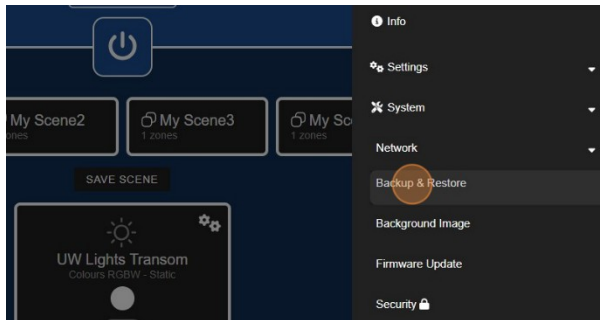 Info
Settings
System
Network
Backup & Restore
Background Image
Firmware Update
Security
My Scene2
ones
My Scene3
1 zones
My Sc
1 zones
SAVE SCENE
UW Lights Transom
Colours RGBW - Static